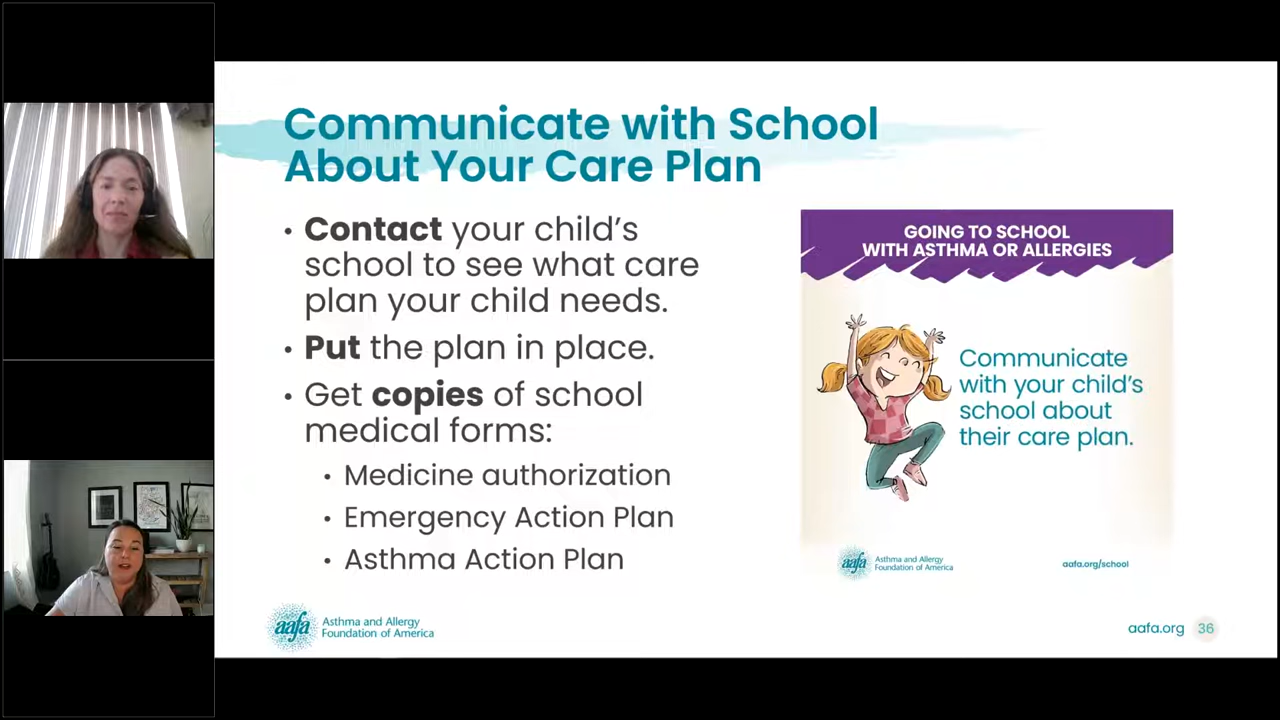 Communicate with School
About Your Care Plan
• Contact your child's
school to see what care
plan your child needs.
• Put the plan in place.
• Get copies of school
medical forms:
• Medicine authorization
• Emergency Action Plan
• Asthma Action Plan
GOING TO SCHOOL
WITH ASTHMA OR ALLERGIES
Communicate
with your child's
school about
their care plan.
aafa
Asthma and Allergy
Foundation of America
aafa.org/school
aafa
Asthma and Allergy
Foundation of America
aafa.org 36